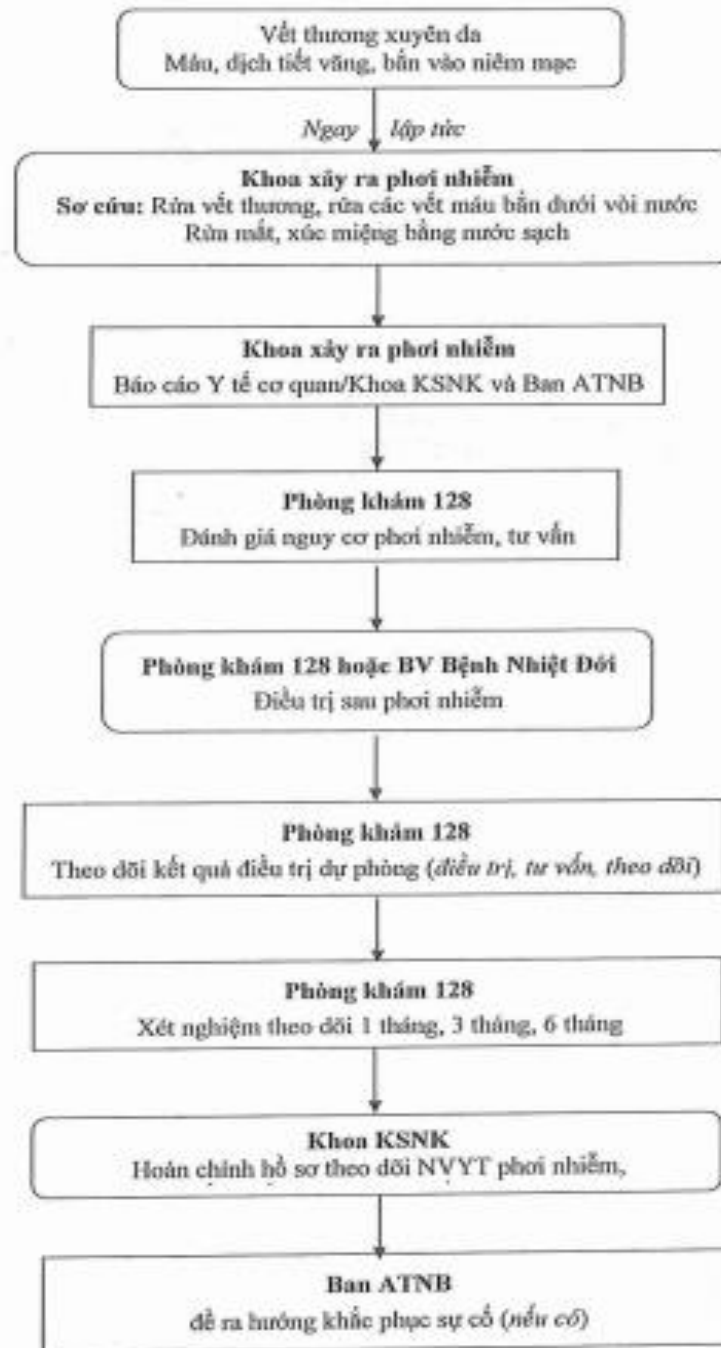 Vết thương xuyên da
Máu, dịch tiết văng, bắn vào niêm mạc
Ngay lập tức
Khoa xảy ra phơi nhiễm
Sơ cứu: Rửa vết thương, rửa các vết máu bắn dưới vòi nước
Rửa mắt, xúc miệng bằng nước sạch
Khoa xảy ra phơi nhiễm
Báo cáo Y tế cơ quan/Khoa KSNK và Ban ATNB
Phòng khám 128
Đánh giá nguy cơ phơi nhiễm, tư vấn
Phòng khám 128 hoặc BV Bệnh Nhiệt Đới
Điều trị sau phơi nhiễm
Phòng khám 128
Theo dõi kết quả điều trị dự phòng (điều trị, tư vấn, theo dõi)
Phòng khám 128
Xét nghiệm theo dõi 1 tháng, 3 tháng, 6 tháng
Khoa KSNK
Hoàn chỉnh hồ sơ theo dõi NVYT phơi nhiễm,
Ban ATNB
đề ra hướng khắc phục sự cố (nếu có)